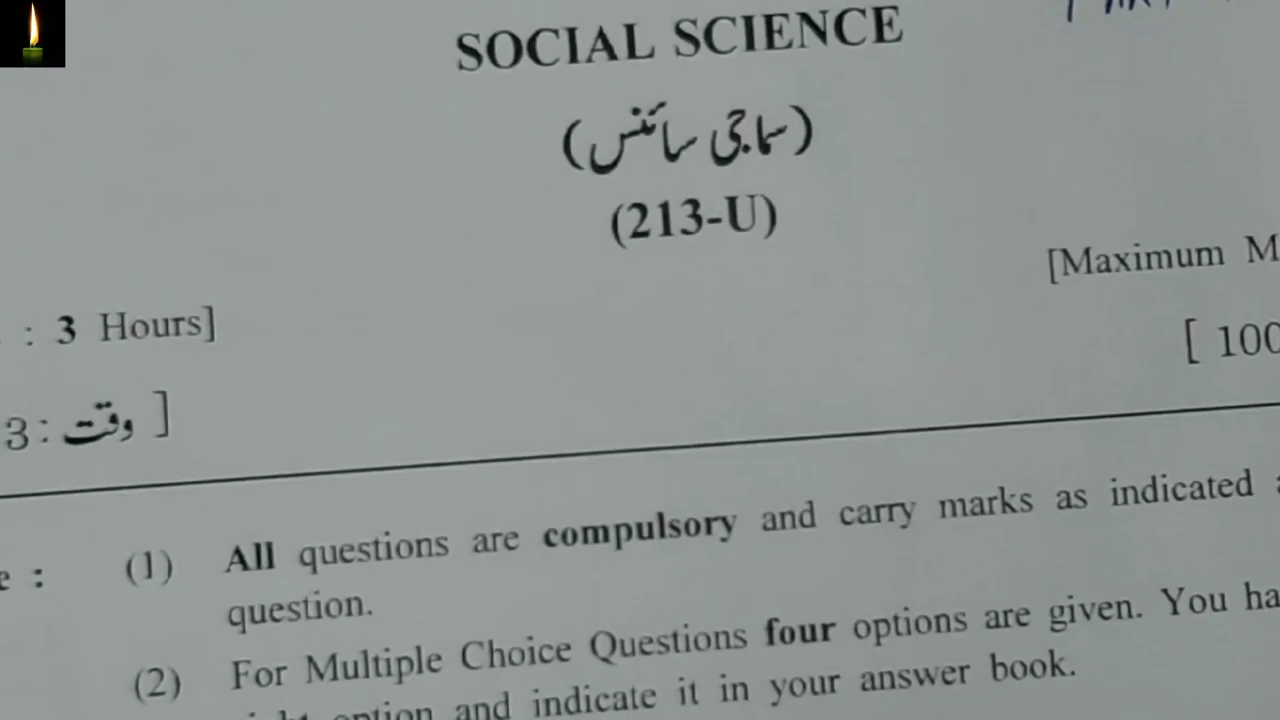 SOCIAL SCIENCE
(سماجی سائنس)
(213-U)
[Maximum
: 3 Hours]
[ 100
وقت : 3 ]
: (1) All questions are compulsory and carry marks as indicated
question.
(2) For Multiple Choice Questions four options are given. You
option and indicate it in your answer book.